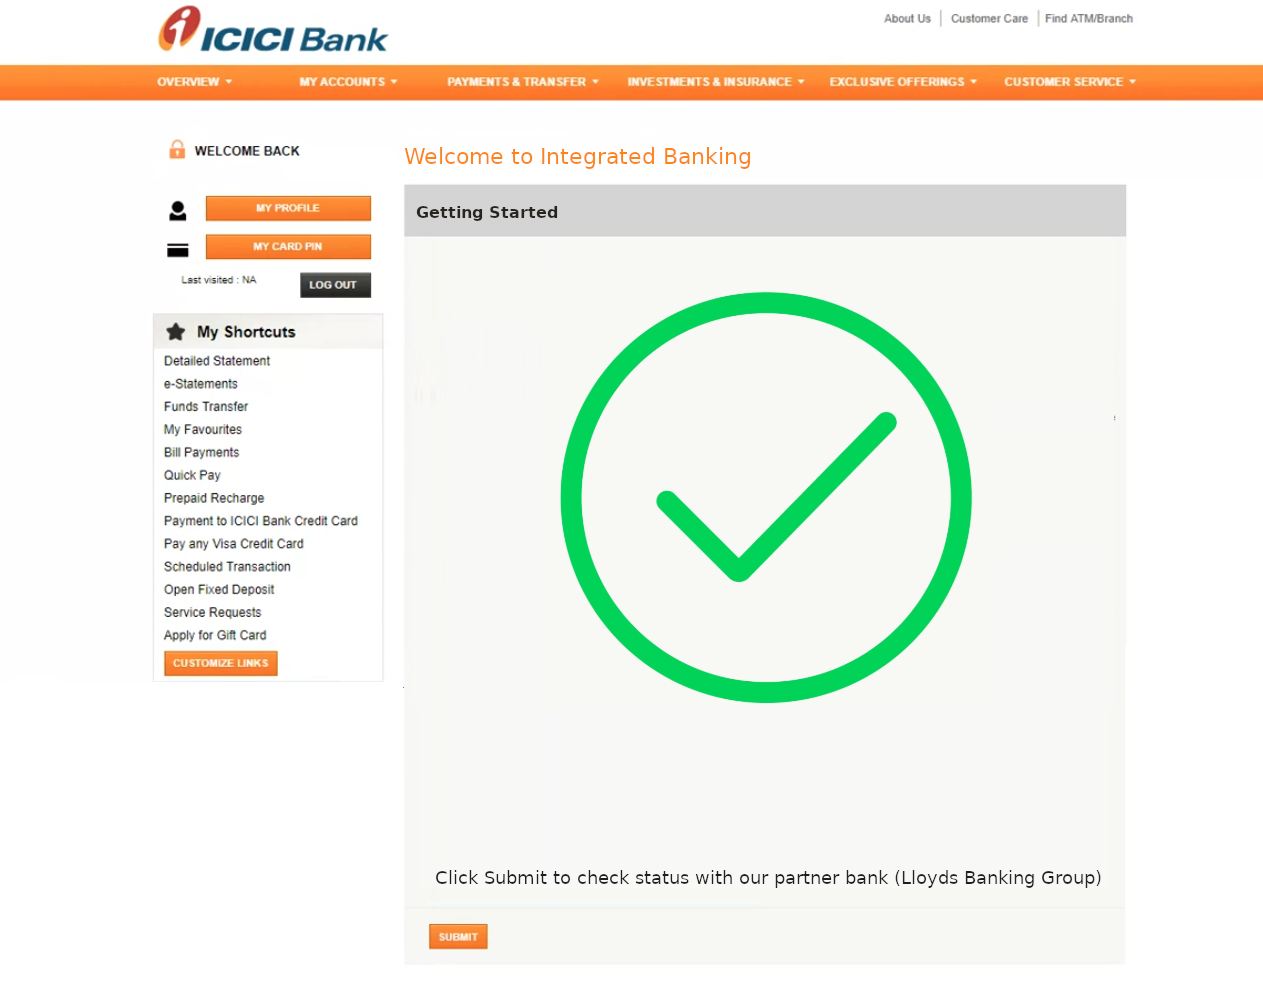 ICICI Bank
About Us
Customer Care
Find ATM/Branch
OVERVIEW
MY ACCOUNTS
PAYMENTS & TRANSFER
INVESTMENTS & INSURANCE
EXCLUSIVE OFFERINGS
CUSTOMER SERVICE
WELCOME BACK
MY PROFILE
MY CARD PIN
Last visited : NA
LOG OUT
My Shortcuts
Detailed Statement
e-Statements
Funds Transfer
My Favourites
Bill Payments
Quick Pay
Prepaid Recharge
Payment to ICICI Bank Credit Card
Pay any Visa Credit Card
Scheduled Transaction
Open Fixed Deposit
Service Requests
Apply for Gift Card
CUSTOMIZE LINKS
Welcome to Integrated Banking
Getting Started
Click Submit to check status with our partner bank (Lloyds Banking Group)
SUBMIT